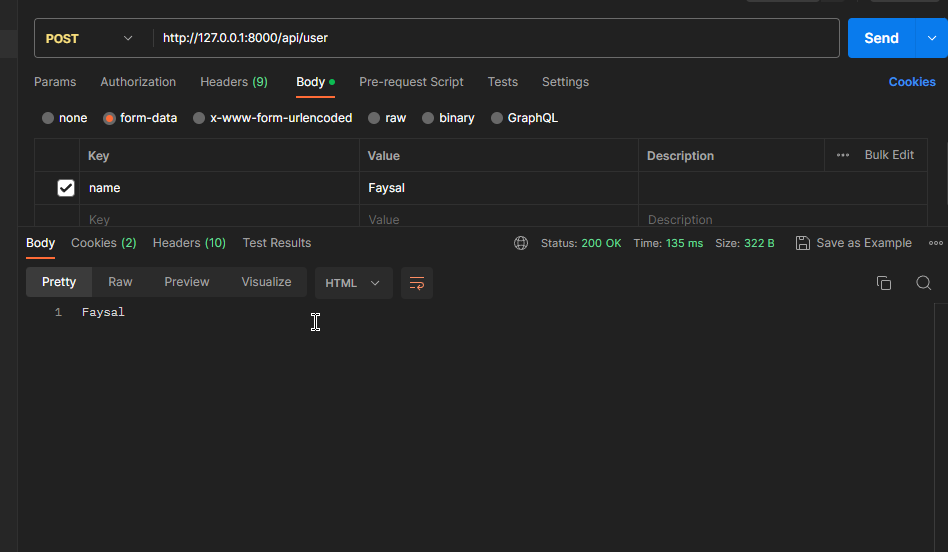 POST http://127.0.0.1:8000/api/user Send
Params Authorization Headers (9) Body Pre-request Script Tests Settings Cookies
none form-data x-www-form-urlencoded raw binary GraphQL
Key Value Description ••• Bulk Edit
name Faysal
Key Value Description
Body Cookies (2) Headers (10) Test Results Status: 200 OK Time: 135 ms Size: 322 B Save as Example
Pretty Raw Preview Visualize HTML
1 Faysal